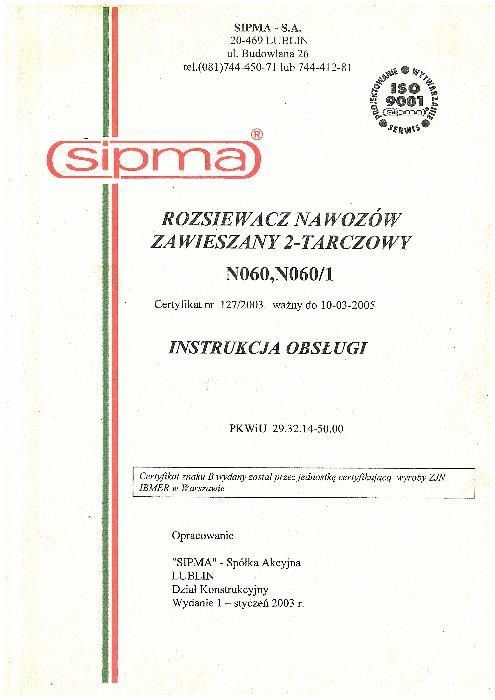 SIPMA - S.A.
20-469 LUBLIN
ul. Budowlana 26
tel.(081)744-450-71 lub 744-412-81
PROJEKTOWANIE WYTWARZANIE SERWIS
ISO
9001
sipma
sipma®
ROZSIEWACZ NAWOZÓW
ZAWIESZANY 2-TARCZOWY
N060,N060/1
Certyfikat nr 127/2003 ważny do 10-03-2005
INSTRUKCJA OBSŁUGI
PKWiU 29.32.14-50.00
Certyfikat znaku B wydany został przez jednostkę certyfikującą wyroby ZJN
IBMER w Warszawie
Opracowanie
"SIPMA" - Spółka Akcyjna
LUBLIN
Dział Konstrukcyjny
Wydanie 1 – styczeń 2003 r.